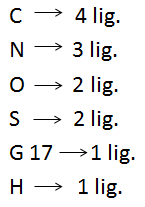 C → 4 lig.
N → 3 lig.
O → 2 lig.
S → 2 lig.
G 17 → 1 lig.
H → 1 lig.